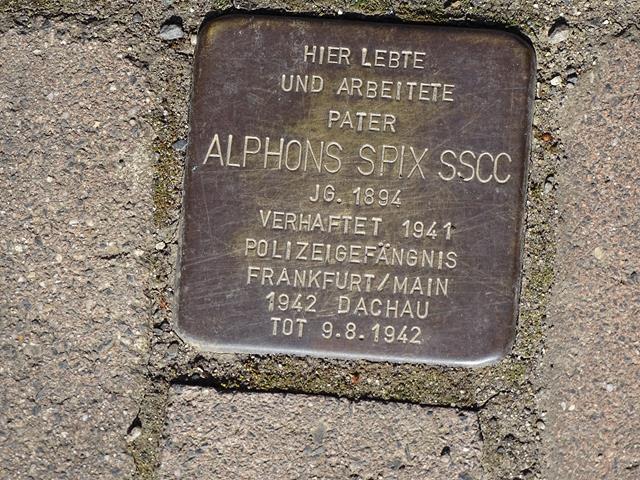 HIER LEBTE
UND ARBEITETE
PATER
ALPHONS SPIX SSCC
JG. 1894
VERHAFTET 1941
POLIZEIGEFÄNGNIS
FRANKFURT/MAIN
1942 DACHAU
TOT 9.8.1942